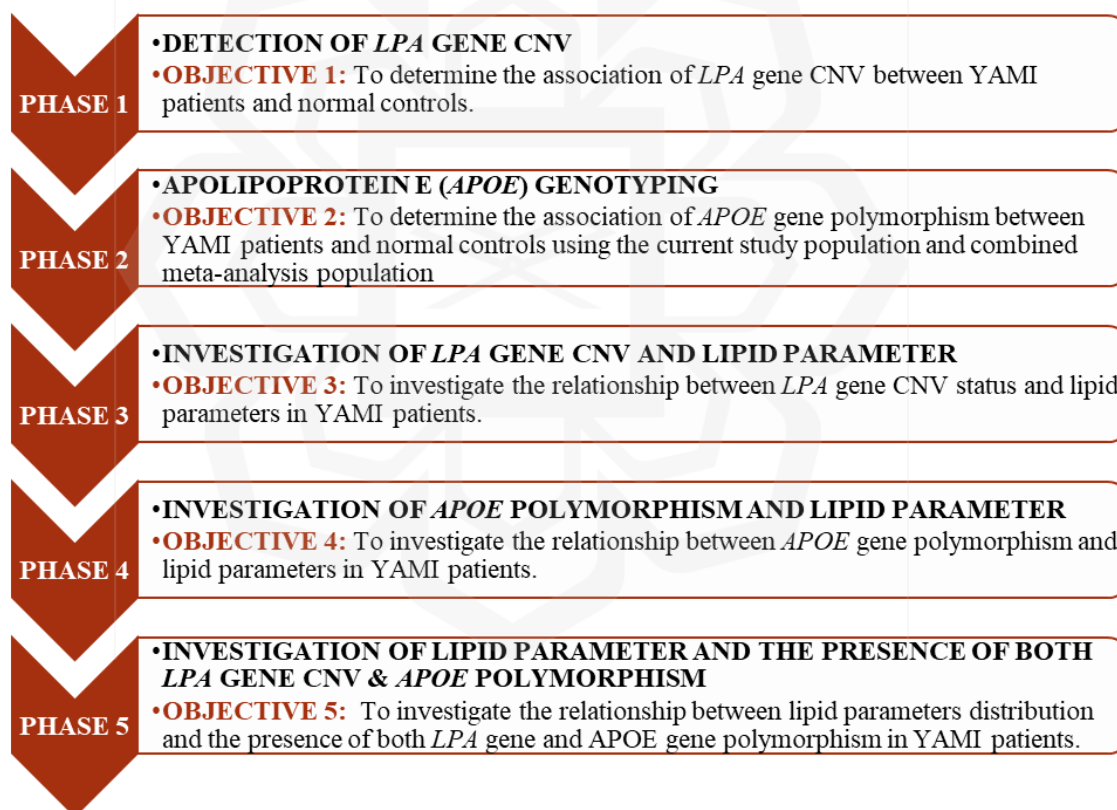 PHASE 1
•DETECTION OF LPA GENE CNV
•OBJECTIVE 1: To determine the association of LPA gene CNV between YAMI
patients and normal controls.
PHASE 2
•APOLIPOPROTEIN E (APOE) GENOTYPING
•OBJECTIVE 2: To determine the association of APOE gene polymorphism between
YAMI patients and normal controls using the current study population and combined
meta-analysis population
PHASE 3
•INVESTIGATION OF LPA GENE CNV AND LIPID PARAMETER
•OBJECTIVE 3: To investigate the relationship between LPA gene CNV status and lipid
parameters in YAMI patients.
PHASE 4
•INVESTIGATION OF APOE POLYMORPHISM AND LIPID PARAMETER
•OBJECTIVE 4: To investigate the relationship between APOE gene polymorphism and
lipid parameters in YAMI patients.
PHASE 5
•INVESTIGATION OF LIPID PARAMETER AND THE PRESENCE OF BOTH
LPA GENE CNV & APOE POLYMORPHISM
•OBJECTIVE 5: To investigate the relationship between lipid parameters distribution
and the presence of both LPA gene and APOE gene polymorphism in YAMI patients.